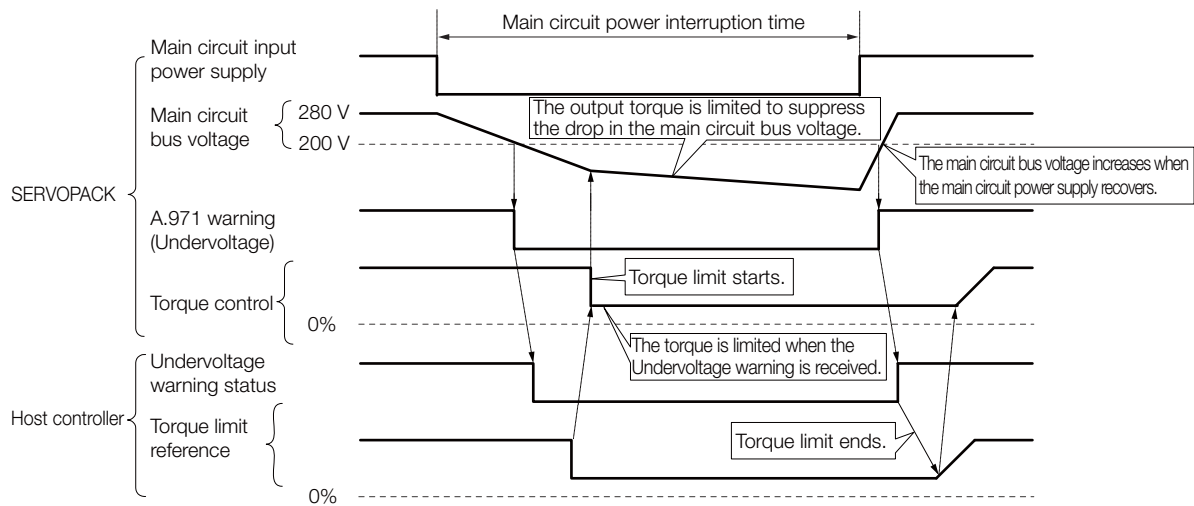 Main circuit power interruption time
Main circuit input
power supply
Main circuit
bus voltage
280 V
200 V
The output torque is limited to suppress
the drop in the main circuit bus voltage.
The main circuit bus voltage increases when
the main circuit power supply recovers.
SERVOPACK
A.971 warning
(Undervoltage)
Torque limit starts.
Torque control
0%
The torque is limited when the
Undervoltage warning is received.
Undervoltage
warning status
Host controller
Torque limit
reference
Torque limit ends.
0%